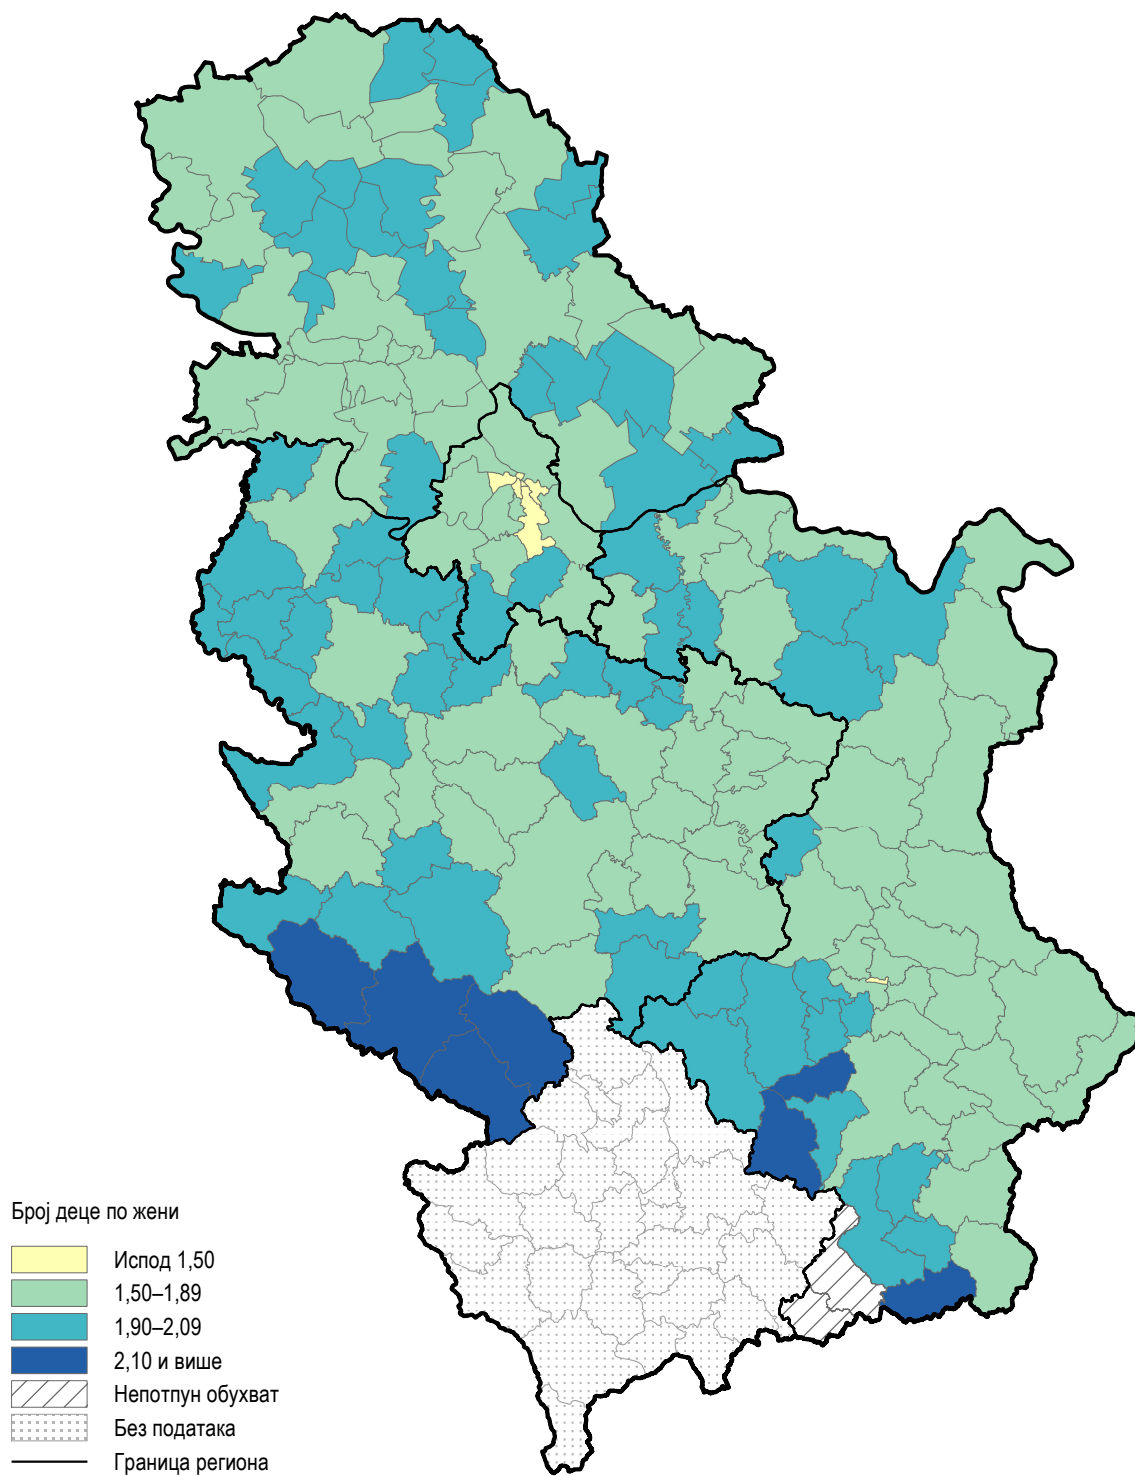 Број деце по жени
Испод 1,50
1,50–1,89
1,90–2,09
2,10 и више
Непотпун обухват
Без података
Граница региона